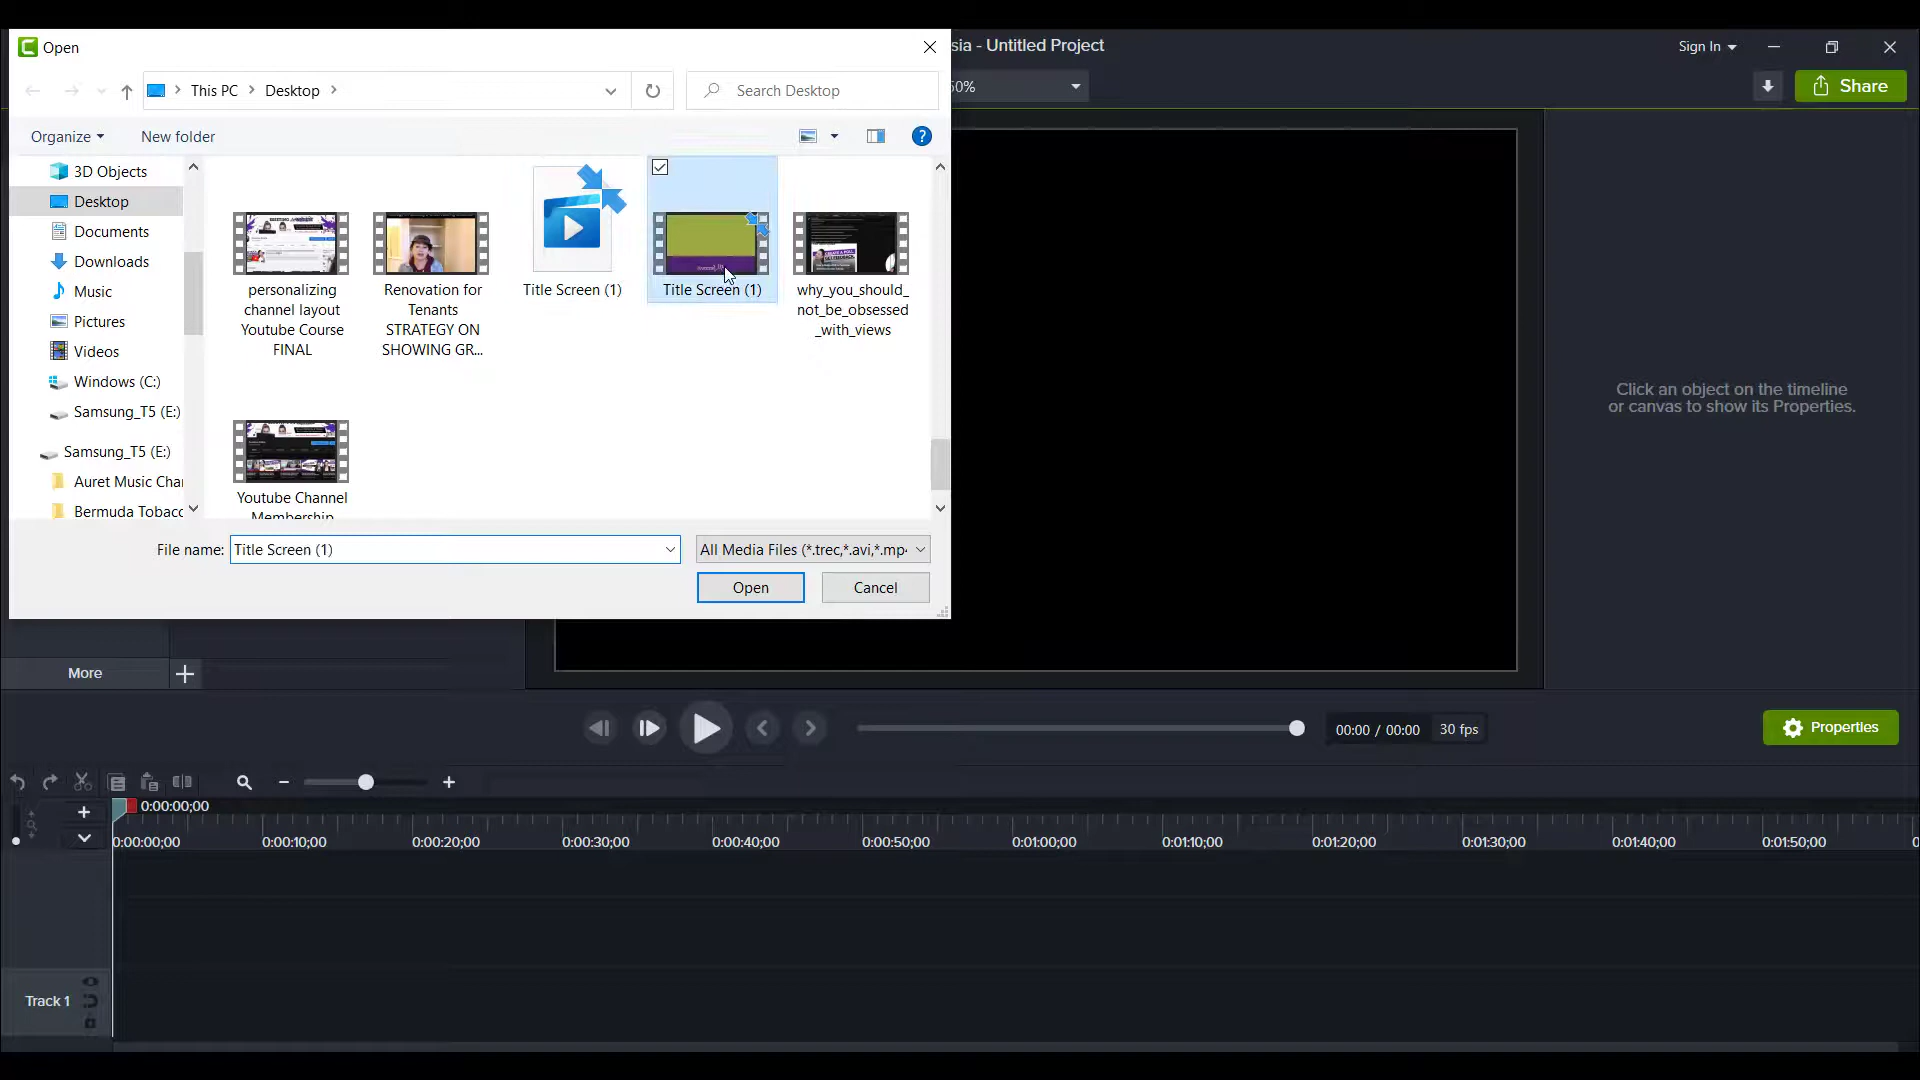 Open
sia - Untitled Project
Sign In
This PC
Desktop
Search Desktop
50%
Share
Organize
New folder
?
3D Objects
Desktop
Documents
Downloads
Music
Pictures
Videos
Windows (C:)
Samsung_T5 (E:)
Samsung_T5 (E:)
Auret Music Cha
Bermuda Tobacc
personalizing
channel layout
Youtube Course
FINAL
Renovation for
Tenants
STRATEGY ON
SHOWING GR...
Title Screen (1)
Title Screen (1)
why_you_should_
not_be_obsessed
_with_views
Youtube Channel
Membership
Click an object on the timeline
or canvas to show its Properties.
File name:
Title Screen (1)
All Media Files (*.trec,*.avi,*.mp
Open
Cancel
More
00:00 / 00:00
30 fps
Properties
0:00:00;00
0:00:00;00
0:00:10;00
0:00:20;00
0:00:30;00
0:00:40;00
0:00:50;00
0:01:00;00
0:01:10;00
0:01:20;00
0:01:30;00
0:01:40;00
0:01:50;00
0
Track 1